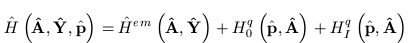 Ĥ (Â, Ŷ, p̂) = Ĥ^{em} (Â, Ŷ) + H_0^q (p̂, Â) + H_I^q (p̂, Â)